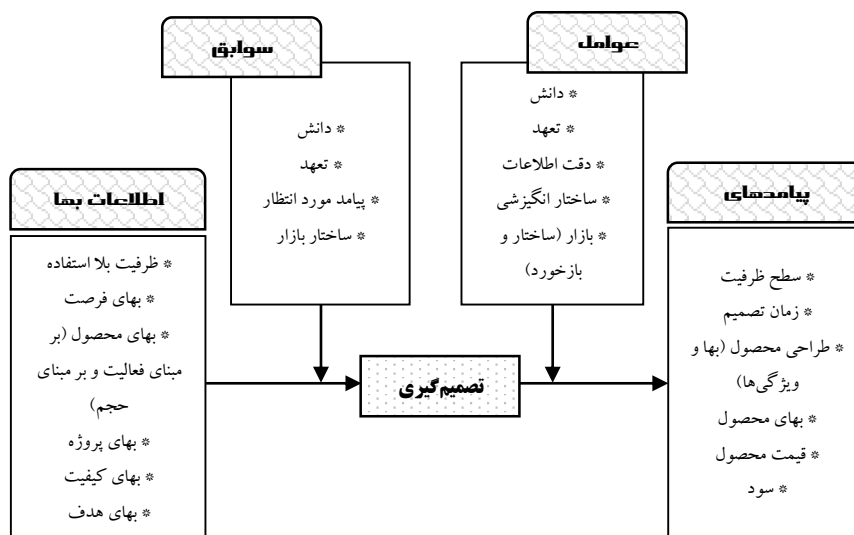 عوامل
* دانش
* تعهد
* دقت اطلاعات
* ساختار انگیزشی
* بازار (ساختار و
بازخورد)
سوابق
* دانش
* تعهد
* پیامد مورد انتظار
* ساختار بازار
پیامدهای
* سطح ظرفیت
* زمان تصمیم
* طراحی محصول (بها و
ویژگی‌ها)
* بهای محصول
* قیمت محصول
* سود
تصمیم‌گیری
اطلاعات بها
* ظرفیت بلا استفاده
* بهای فرصت
* بهای محصول (بر
مبنای فعالیت و بر مبنای
حجم)
* بهای پروژه
* بهای کیفیت
* بهای هدف